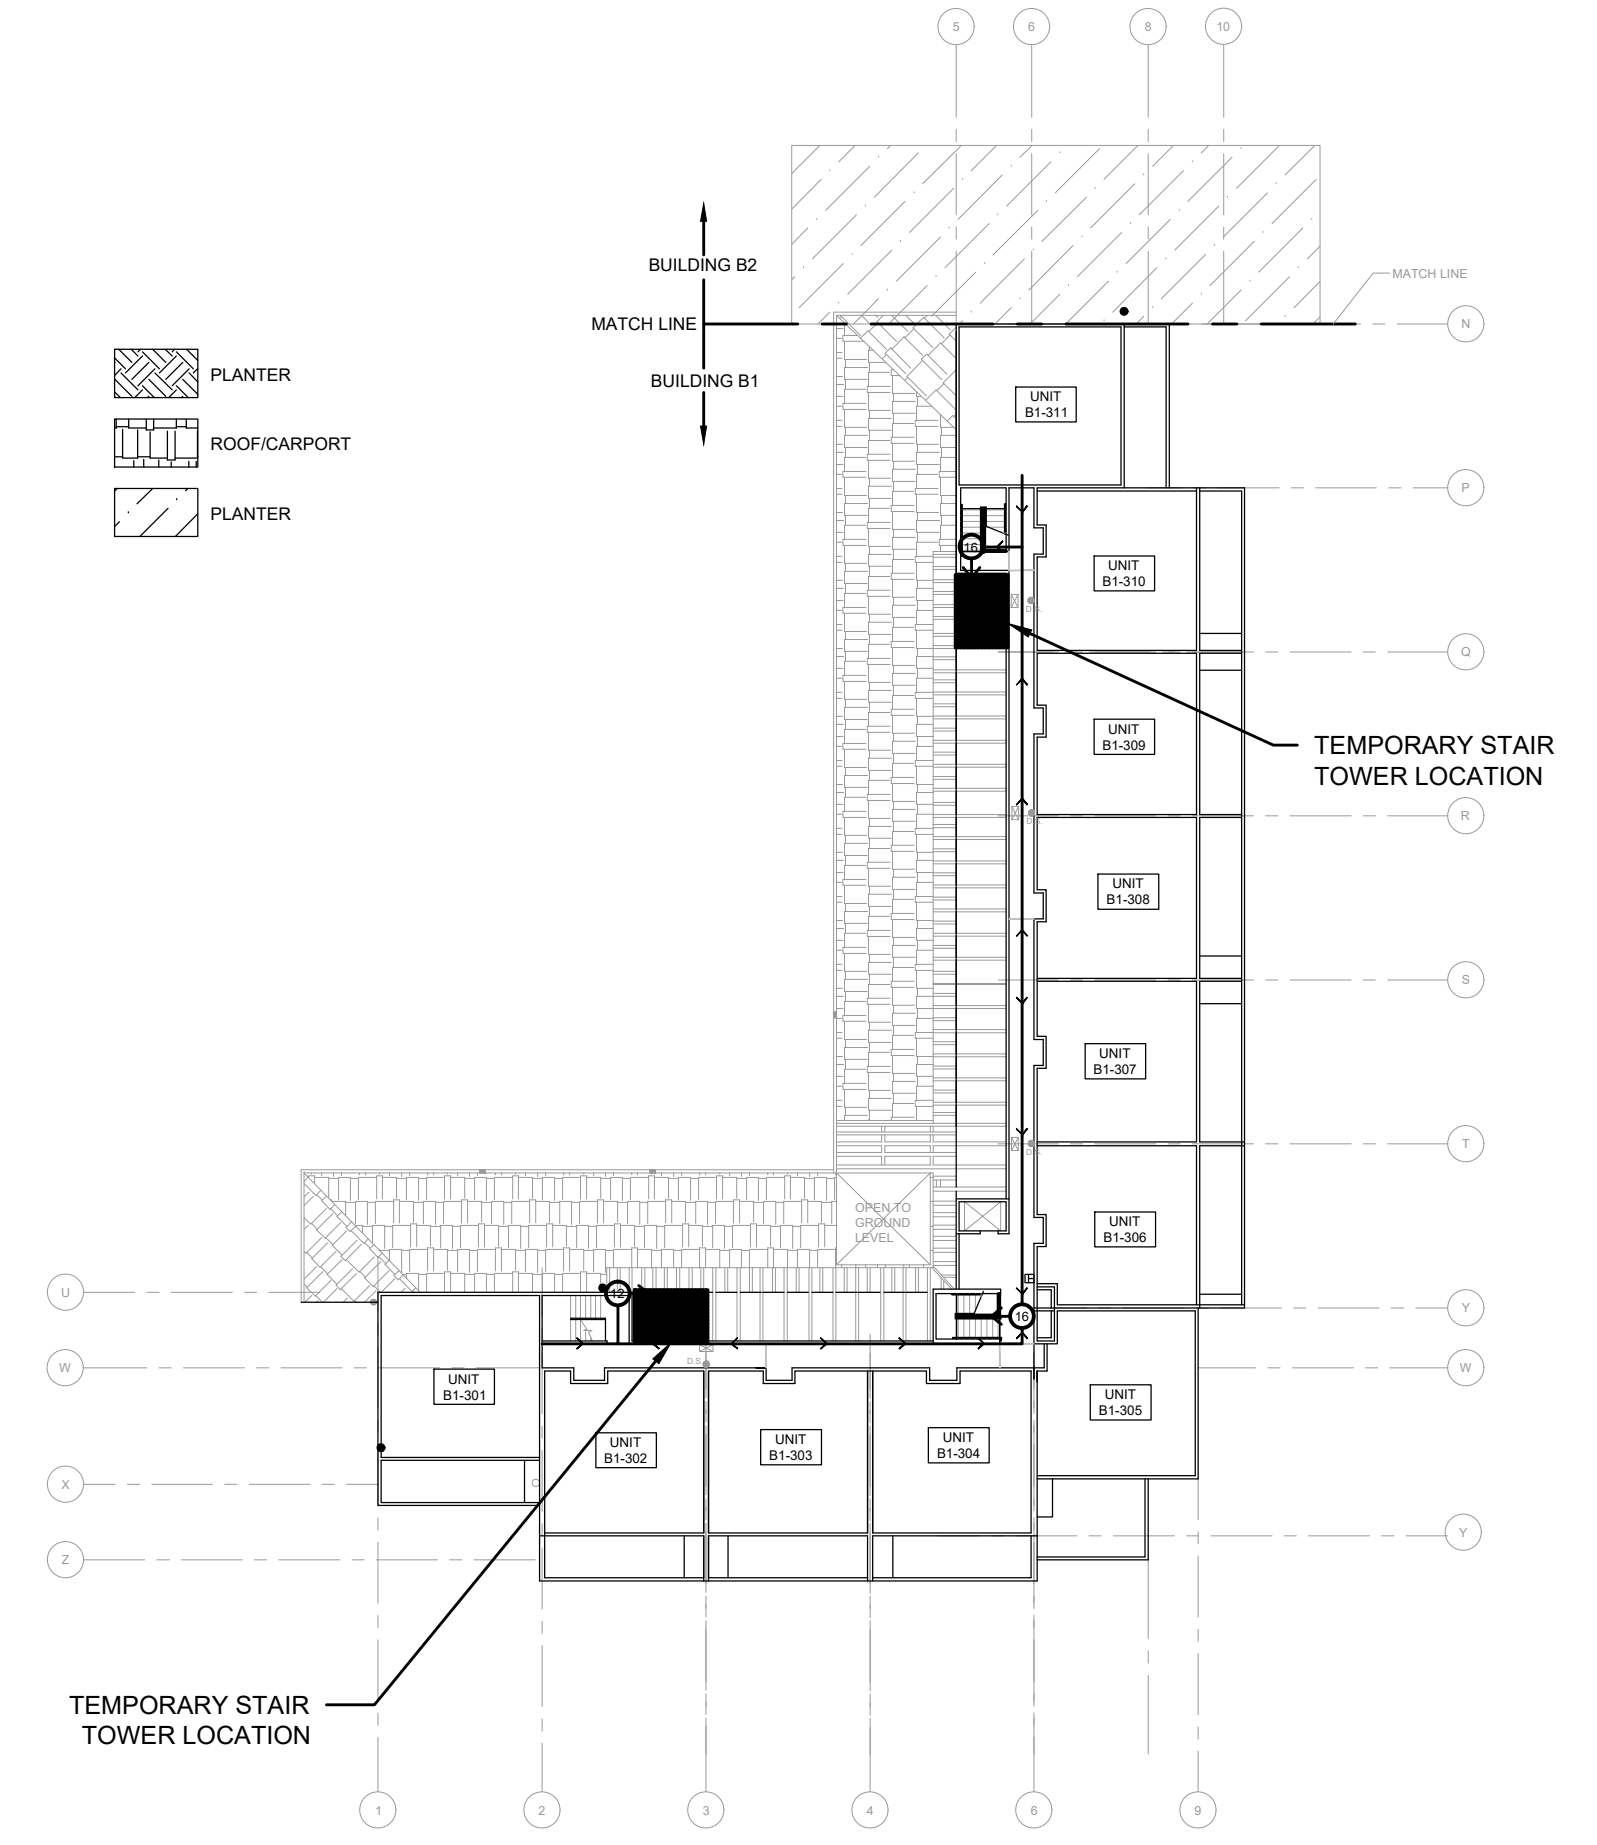 5
6
8
10
BUILDING B2
MATCH LINE
MATCH LINE
N
BUILDING B1
PLANTER
ROOF/CARPORT
PLANTER
UNIT
B1-311
P
16
UNIT
B1-310
D.S.
Q
UNIT
B1-309
TEMPORARY STAIR
TOWER LOCATION
R
D.S.
UNIT
B1-308
S
UNIT
B1-307
T
D.S.
OPEN TO
GROUND
LEVEL
UNIT
B1-306
U
12
16
Y
W
D.S.
W
UNIT
B1-301
UNIT
B1-305
UNIT
B1-302
UNIT
B1-303
UNIT
B1-304
X
Y
Z
TEMPORARY STAIR
TOWER LOCATION
1
2
3
4
6
9